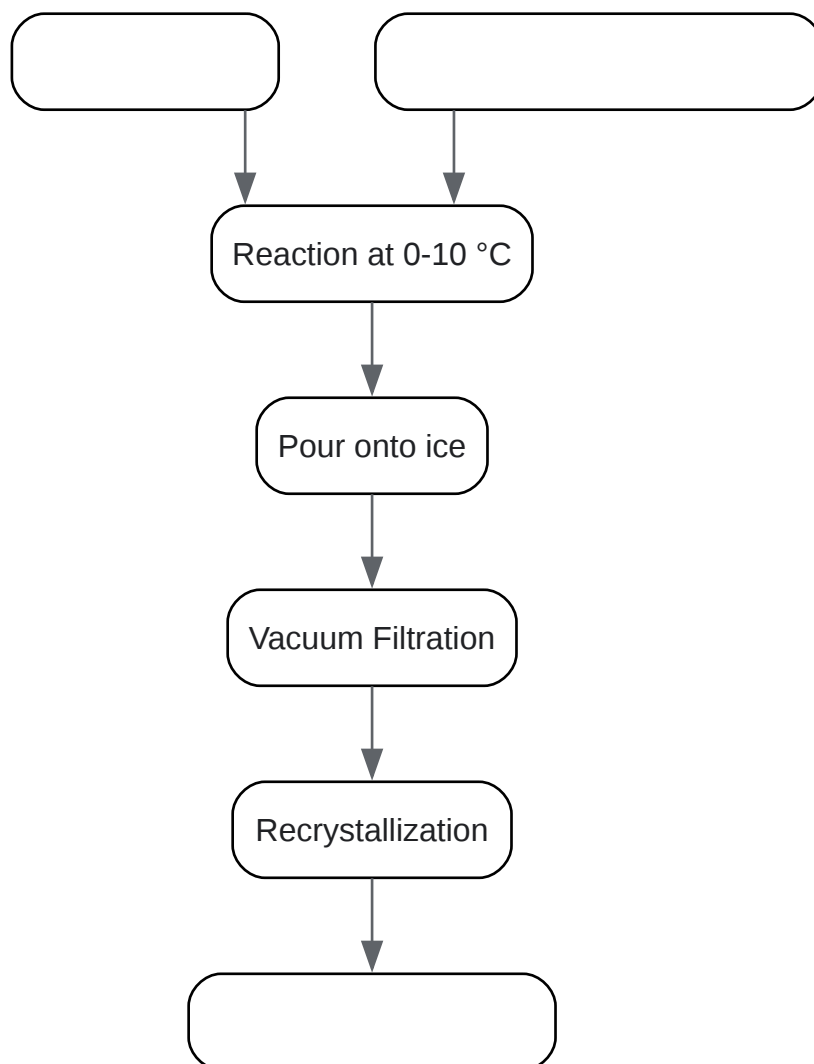 Reaction at 0-10 °C
Pour onto ice
Vacuum Filtration
Recrystallization